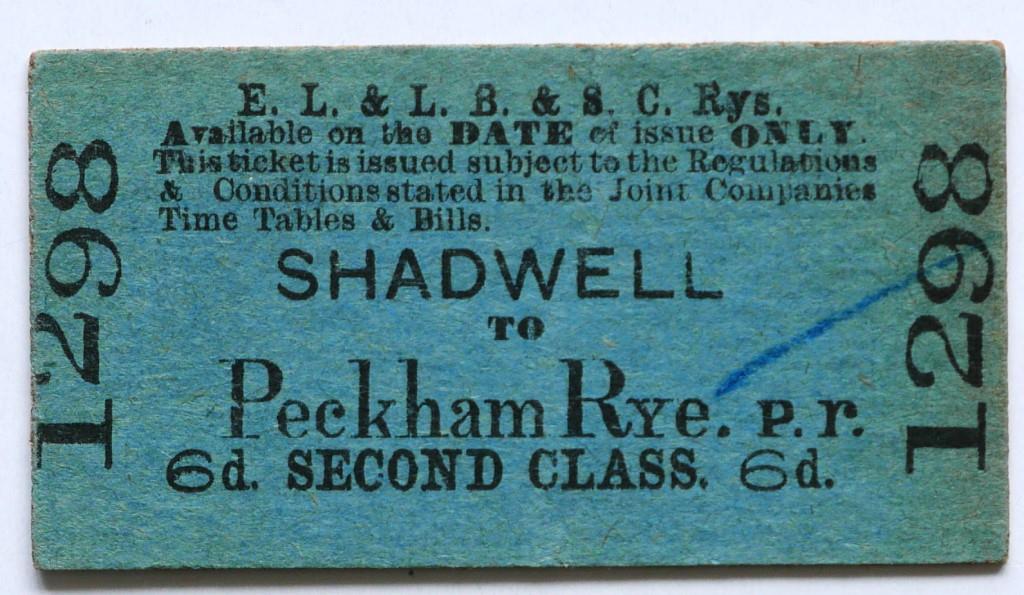 E. L. & L. B. & S. C. Rys.
Available on the DATE of issue ONLY.
This ticket is issued subject to the Regulations
& Conditions stated in the Joint Companies
Time Tables & Bills.
SHADWELL
TO
Peckham Rye. P. r.
6d. SECOND CLASS. 6d.
1298
1298